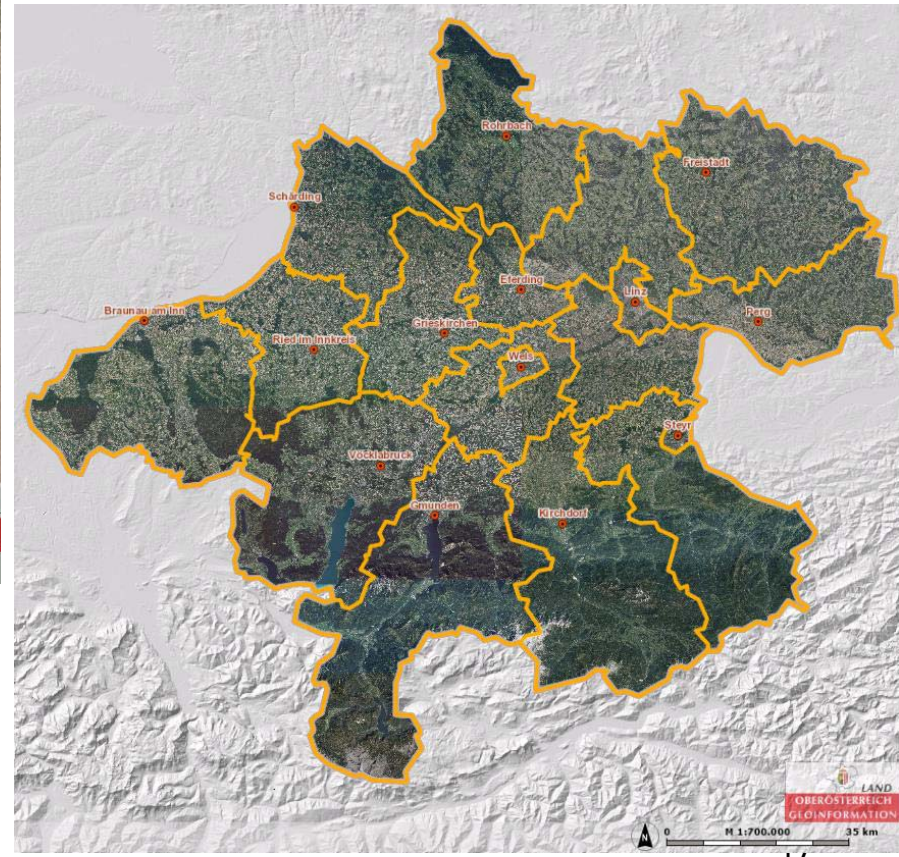 Rohrbach
Freistadt
Schärding
Eferding
Linz
Braunau am Inn
Perg
Grieskirchen
Ried im Innkreis
Wels
Steyr
Vöcklabruck
Gmunden
Kirchdorf
LAND
OBERÖSTERREICH
GEOINFORMATION
N
0 M 1:700.000 35 km